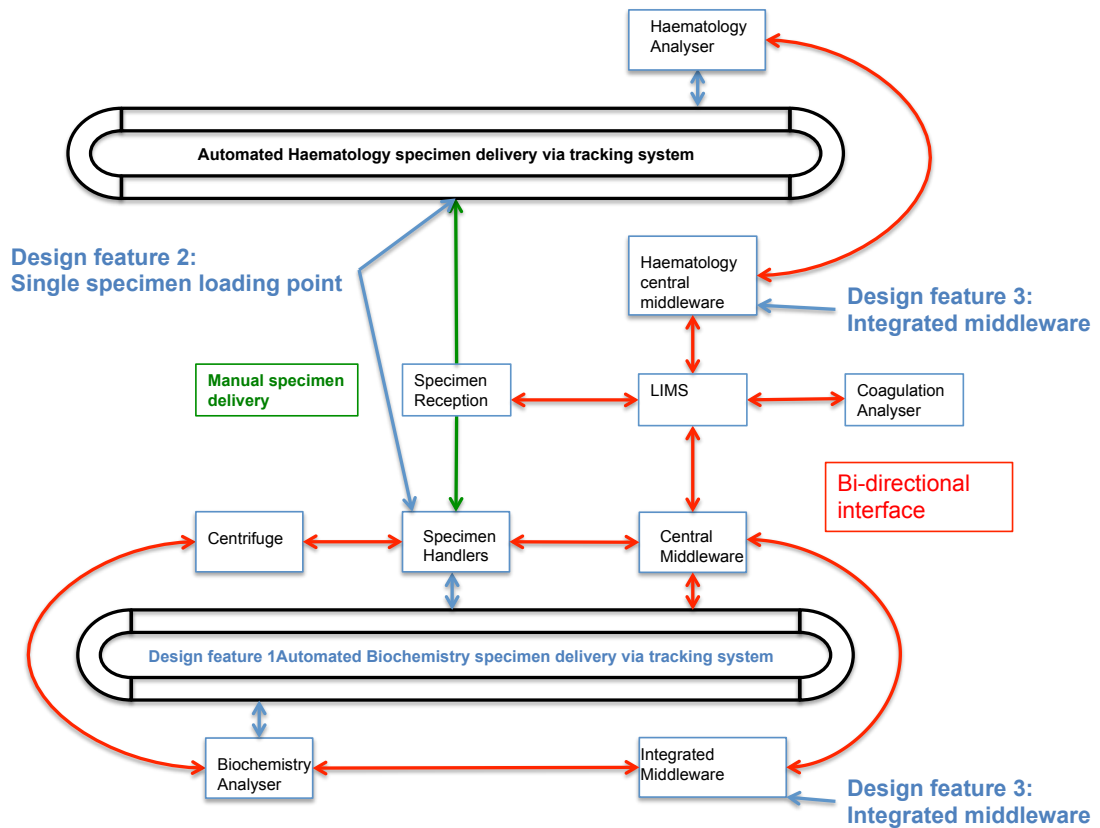 Haematology
Analyser
Automated Haematology specimen delivery via tracking system
Design feature 2:
Single specimen loading point
Haematology
central
middleware
Design feature 3:
Integrated middleware
Manual specimen
delivery
Specimen
Reception
LIMS
Coagulation
Analyser
Bi-directional
interface
Centrifuge
Specimen
Handlers
Central
Middleware
Design feature 1Automated Biochemistry specimen delivery via tracking system
Biochemistry
Analyser
Integrated
Middleware
Design feature 3:
Integrated middleware